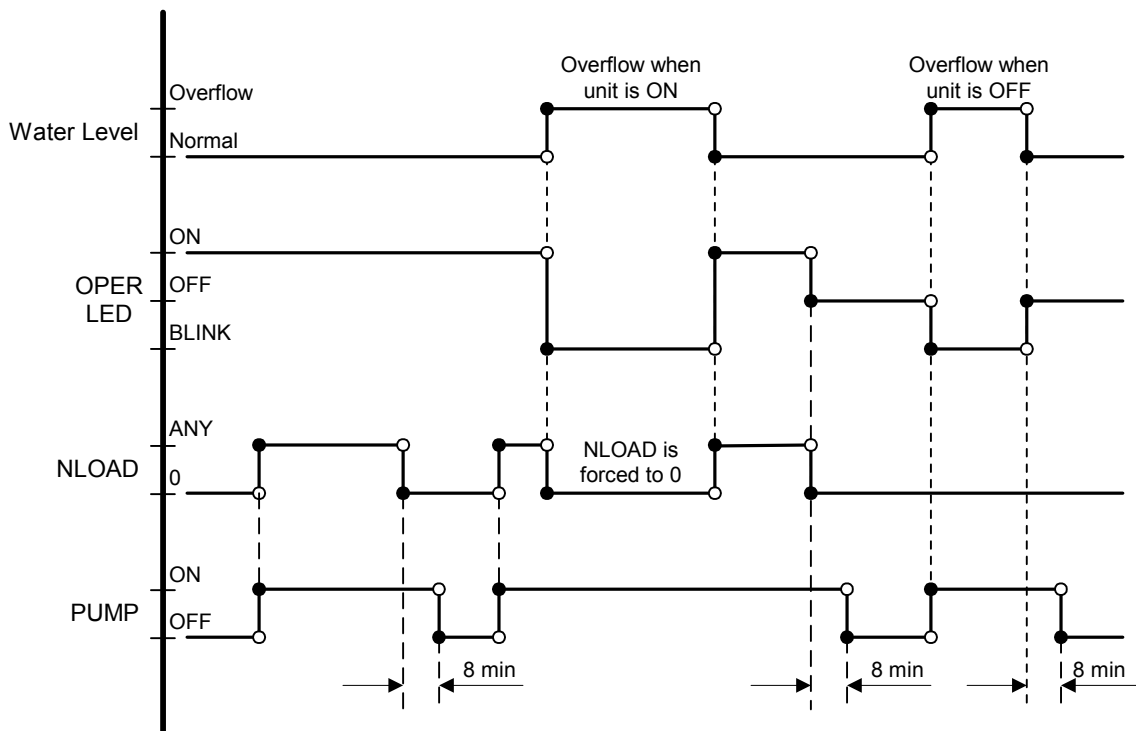 Overflow when
unit is ON
Overflow when
unit is OFF
Water Level
Overflow
Normal
OPER
LED
ON
OFF
BLINK
NLOAD
ANY
0
NLOAD is
forced to 0
PUMP
ON
OFF
8 min
8 min
8 min